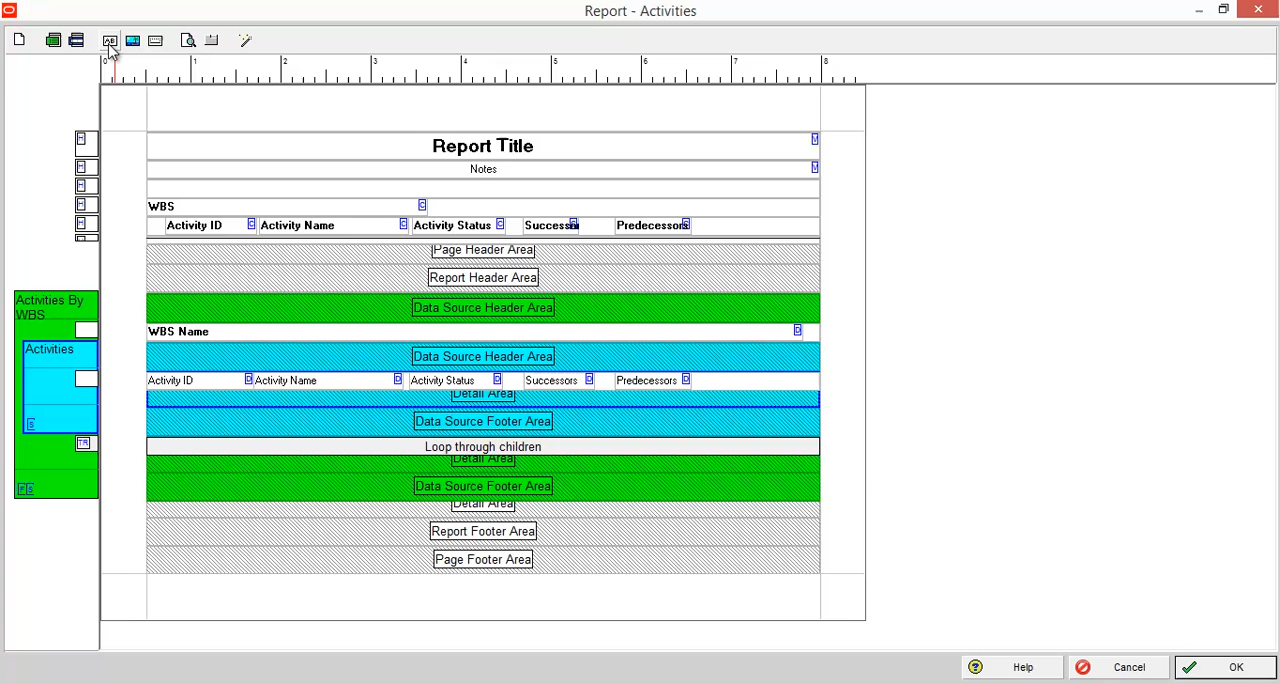 Report - Activities
AB
0 1 2 3 4 5 6 7 8
H Report Title V
H Notes V
H
H WBS C
H Activity ID C Activity Name C Activity Status C Successor C Predecessors C
Page Header Area
Report Header Area
Activities By
WBS
Data Source Header Area
WBS Name D
Activities
Data Source Header Area
Activity ID D Activity Name D Activity Status D Successors D Predecessors D
Detail Area
S Data Source Footer Area
TR Loop through children
Detail Area
F S Data Source Footer Area
Detail Area
Report Footer Area
Page Footer Area
? Help Cancel OK